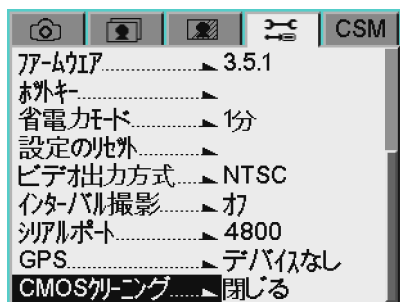 CSM
ファームウェア.................. 3.5.1
ホットキー..................
省電力モード............... 1分
設定のリセット............
ビデオ出力方式..... NTSC
インターバル撮影........ オフ
シリアルポート............... 4800
GPS....................... デバイスなし
CMOSクリーニング...... 閉じる